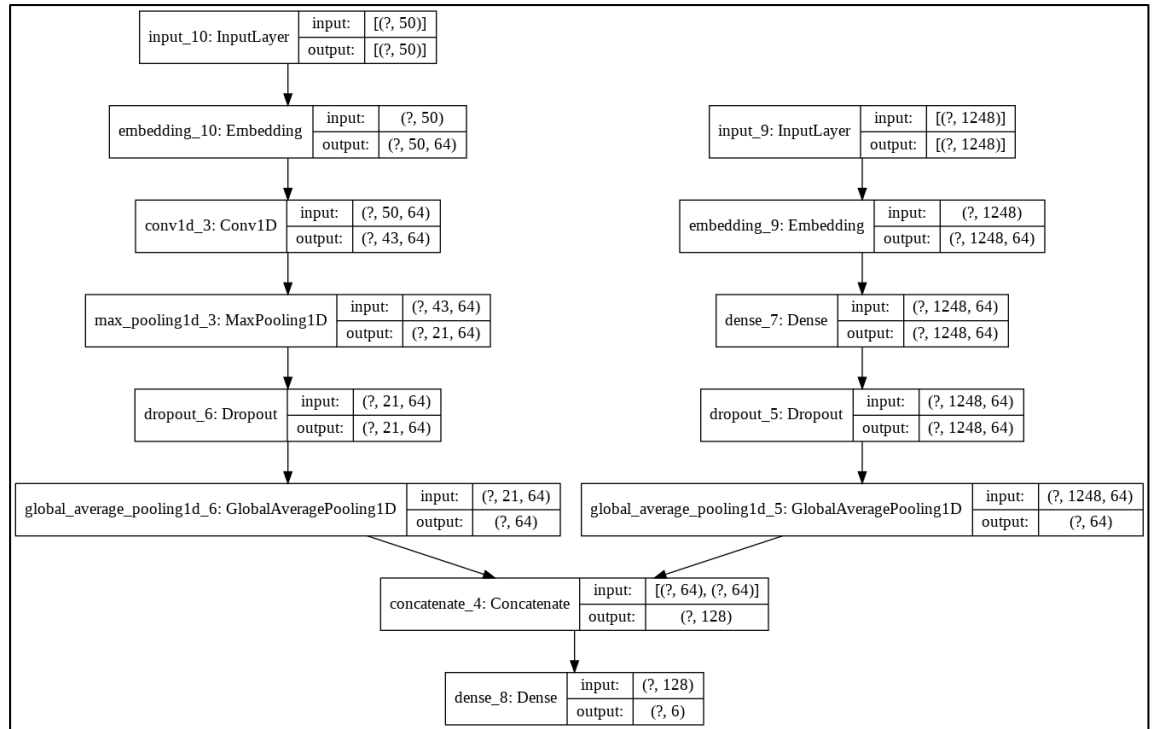 input_10: InputLayer
input: [(?, 50)]
output: [(?, 50)]
embedding_10: Embedding
input: (?, 50)
output: (?, 50, 64)
input_9: InputLayer
input: [(?, 1248)]
output: [(?, 1248)]
conv1d_3: Conv1D
input: (?, 50, 64)
output: (?, 43, 64)
embedding_9: Embedding
input: (?, 1248)
output: (?, 1248, 64)
max_pooling1d_3: MaxPooling1D
input: (?, 43, 64)
output: (?, 21, 64)
dense_7: Dense
input: (?, 1248, 64)
output: (?, 1248, 64)
dropout_6: Dropout
input: (?, 21, 64)
output: (?, 21, 64)
dropout_5: Dropout
input: (?, 1248, 64)
output: (?, 1248, 64)
global_average_pooling1d_6: GlobalAveragePooling1D
input: (?, 21, 64)
output: (?, 64)
global_average_pooling1d_5: GlobalAveragePooling1D
input: (?, 1248, 64)
output: (?, 64)
concatenate_4: Concatenate
input: [(?, 64), (?, 64)]
output: (?, 128)
dense_8: Dense
input: (?, 128)
output: (?, 6)